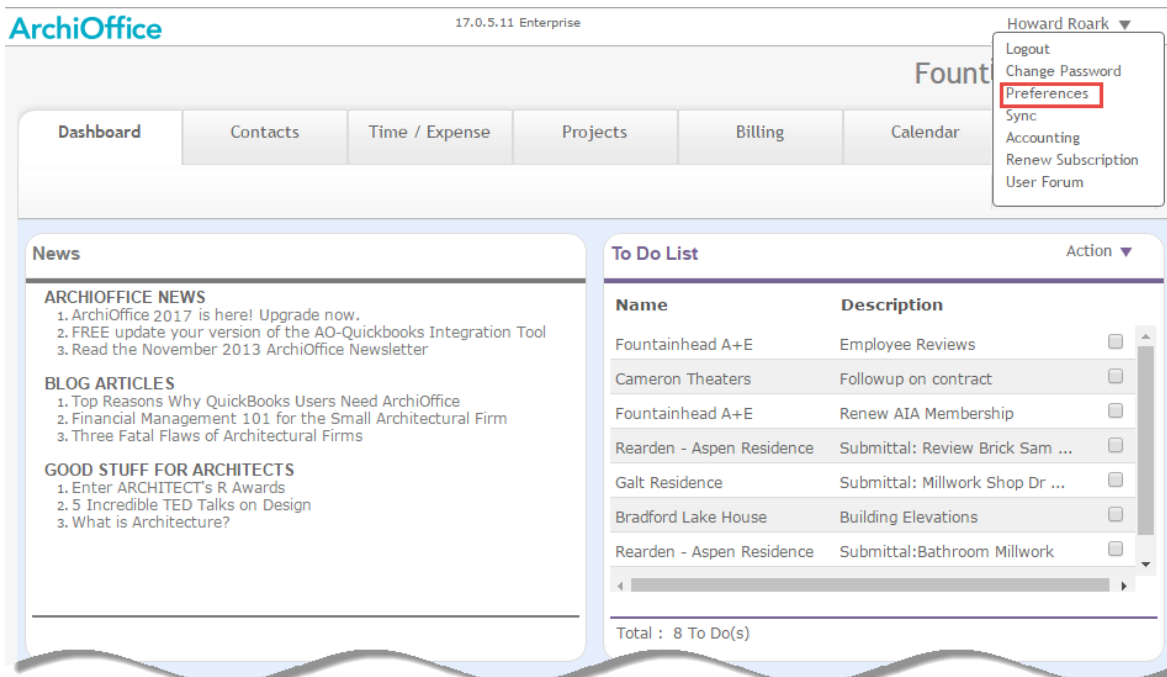 ArchiOffice
17.0.5.11 Enterprise
Howard Roark ▼
Logout
Change Password
Preferences
Sync
Accounting
Renew Subscription
User Forum
Dashboard
Contacts
Time / Expense
Projects
Billing
Calendar
News
ARCHIOFFICE NEWS
1. ArchiOffice 2017 is here! Upgrade now.
2. FREE update your version of the AO-Quickbooks Integration Tool
3. Read the November 2013 ArchiOffice Newsletter
BLOG ARTICLES
1. Top Reasons Why QuickBooks Users Need ArchiOffice
2. Financial Management 101 for the Small Architectural Firm
3. Three Fatal Flaws of Architectural Firms
GOOD STUFF FOR ARCHITECTS
1. Enter ARCHITECT's R Awards
2. 5 Incredible TED Talks on Design
3. What is Architecture?
To Do List
Action ▼
Name Description
Fountainhead A+E Employee Reviews
Cameron Theaters Followup on contract
Fountainhead A+E Renew AIA Membership
Rearden - Aspen Residence Submittal: Review Brick Sam ...
Galt Residence Submittal: Millwork Shop Dr ...
Bradford Lake House Building Elevations
Rearden - Aspen Residence Submittal:Bathroom Millwork
Total : 8 To Do(s)